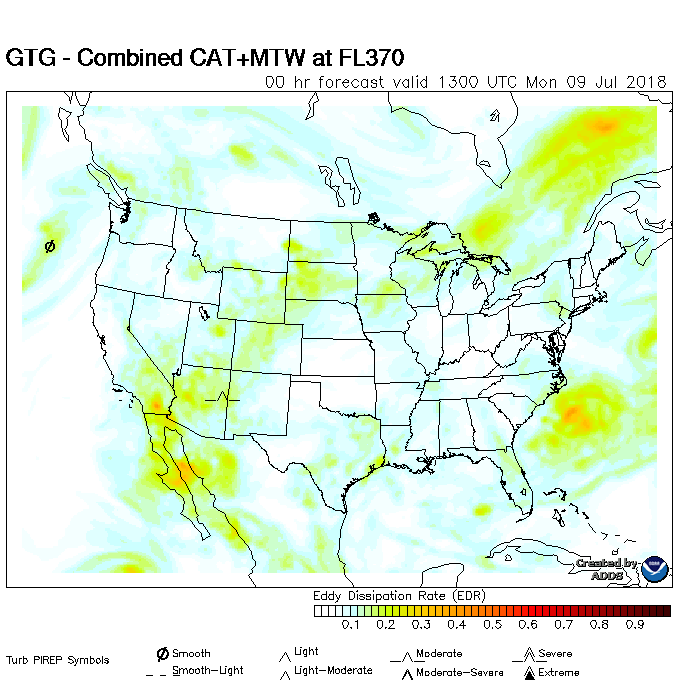 GTG - Combined CAT+MTW at FL370
00 hr forecast valid 1300 UTC Mon 09 Jul 2018
Created by
ADDS
Eddy Dissipation Rate (EDR)
0.1 0.2 0.3 0.4 0.5 0.6 0.7 0.8 0.9
Turb PIREP Symbols
Smooth Light Moderate Severe
Smooth-Light Light-Moderate Moderate-Severe Extreme